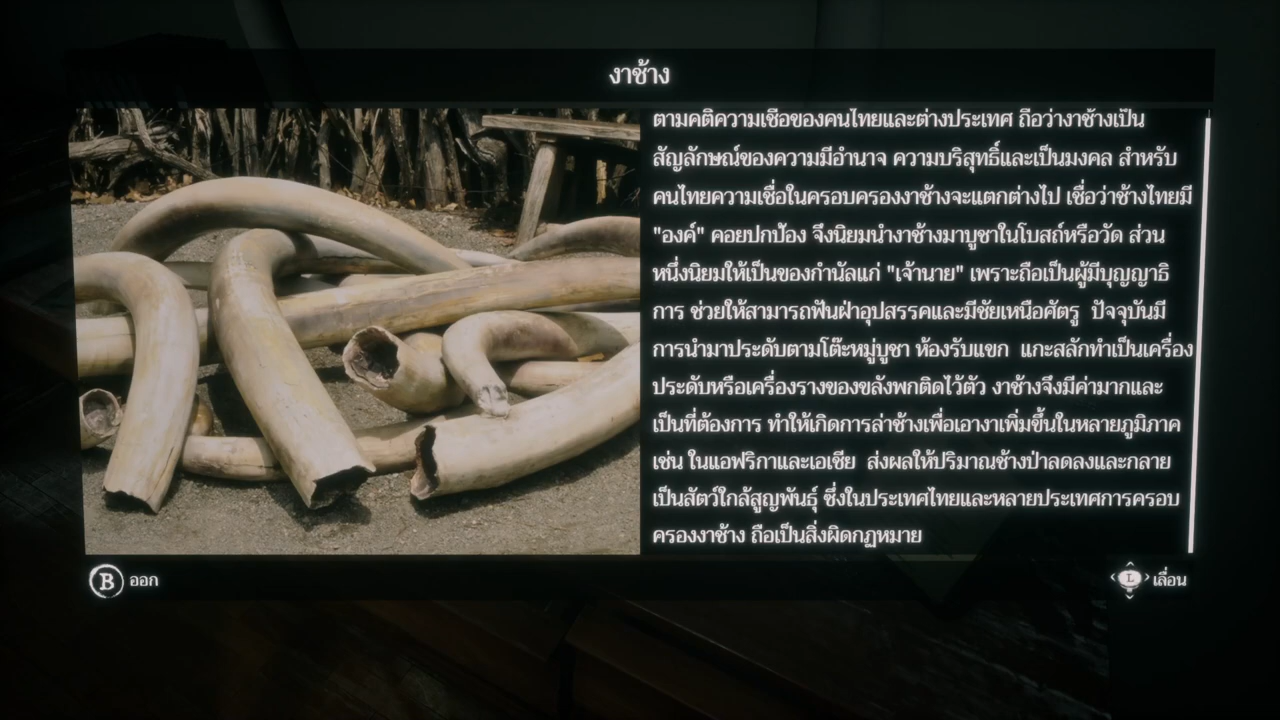 งาช้าง
ตามคติความเชื่อของคนไทยและต่างประเทศ ถือว่างาช้างเป็น
สัญลักษณ์ของความมีอำนาจ ความบริสุทธิ์และเป็นมงคล สำหรับ
คนไทยความเชื่อในครอบครองงาช้างจะแตกต่างไป เชื่อว่าช้างไทยมี
"องค์" คอยปกป้อง จึงนิยมนำงาช้างมาบูชาในโบสถ์หรือวัด ส่วน
หนึ่งนิยมให้เป็นของกำนัลแก่ "เจ้านาย" เพราะถือเป็นผู้มีบุญญาธิ
การ ช่วยให้สามารถฟันฝ่าอุปสรรคและมีชัยเหนือศัตรู ปัจจุบันมี
การนำมาประดับตามโต๊ะหมู่บูชา ห้องรับแขก แกะสลักทำเป็นเครื่อง
ประดับหรือเครื่องรางของขลังพกติดไว้ตัว งาช้างจึงมีค่ามากและ
เป็นที่ต้องการ ทำให้เกิดการล่าช้างเพื่อเอางาเพิ่มขึ้นในหลายภูมิภาค
เช่น ในแอฟริกาและเอเชีย ส่งผลให้ปริมาณช้างป่าลดลงและกลาย
เป็นสัตว์ใกล้สูญพันธุ์ ซึ่งในประเทศไทยและหลายประเทศการครอบ
ครองงาช้าง ถือเป็นสิ่งผิดกฎหมาย
B ออก
L เลื่อน